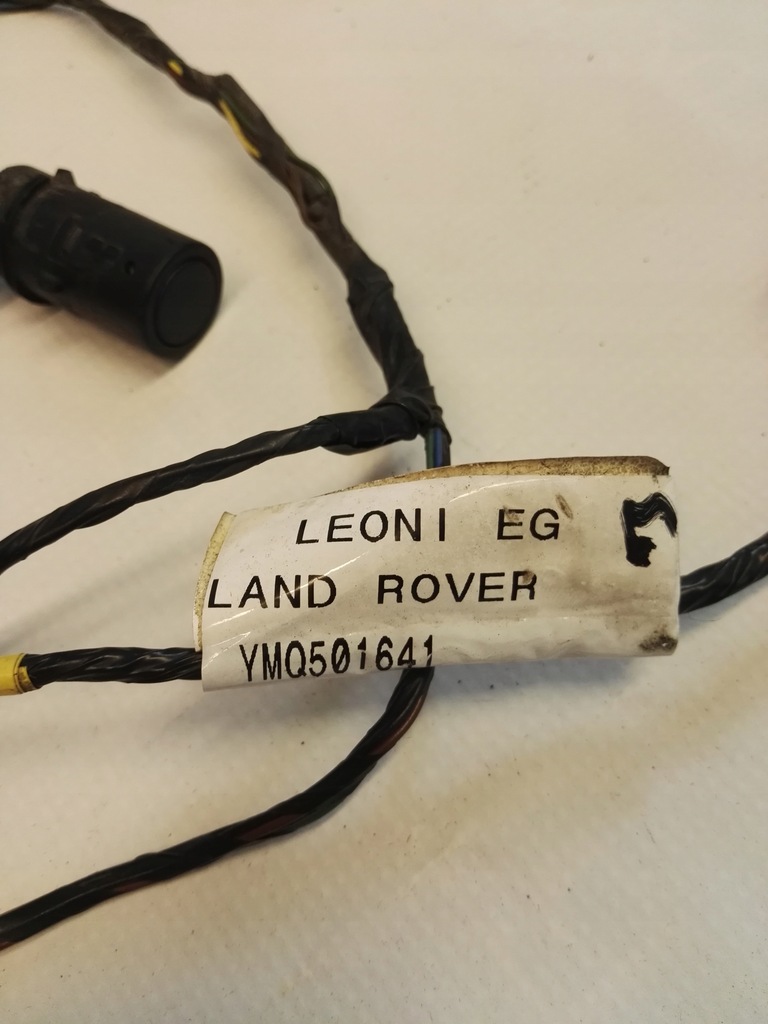 LEONI EG
LAND ROVER
YMQ501641